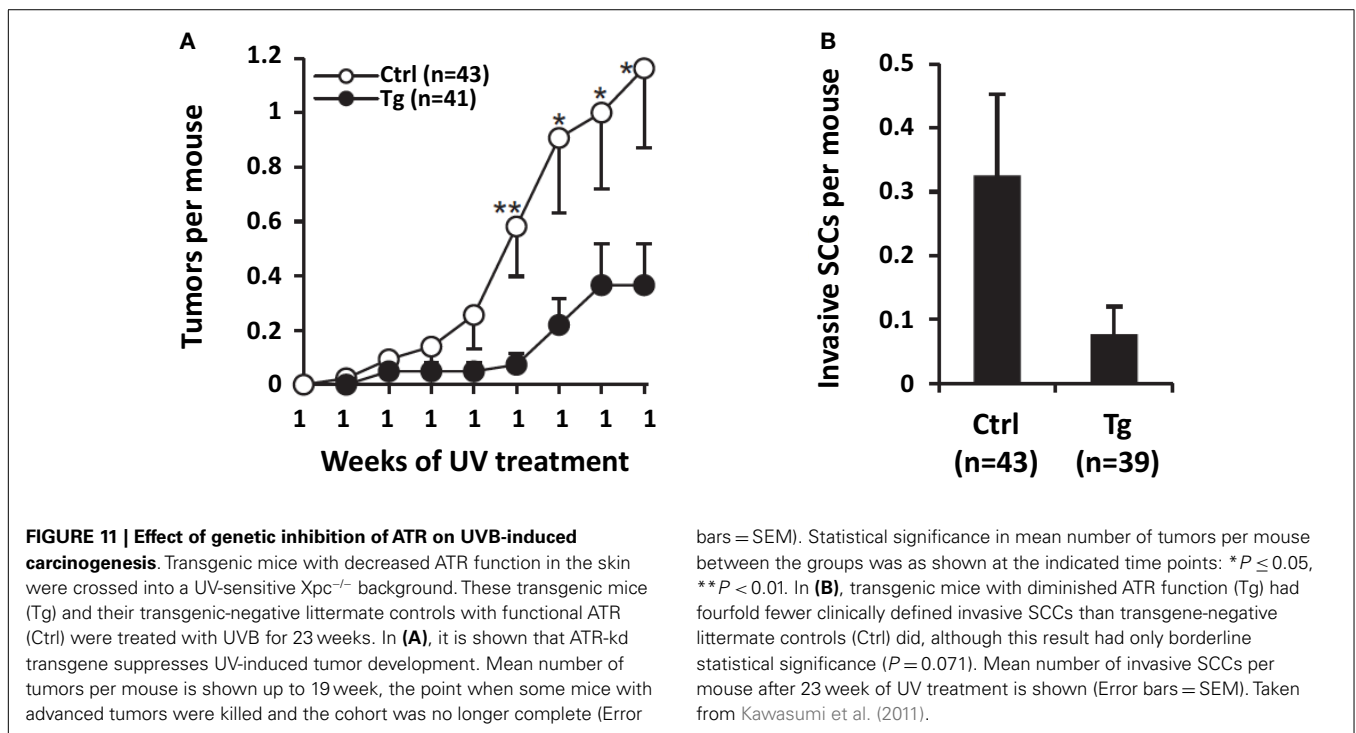 A
Tumors per mouse
1.2
1
0.8
0.6
0.4
0.2
0
Ctrl (n=43)
Tg (n=41)
**
*
*
*
1 1 1 1 1 1 1 1 1
Weeks of UV treatment
B
Invasive SCCs per mouse
0.5
0.4
0.3
0.2
0.1
0
Ctrl Tg
(n=43) (n=39)
FIGURE 11 | Effect of genetic inhibition of ATR on UVB-induced
carcinogenesis. Transgenic mice with decreased ATR function in the skin
were crossed into a UV-sensitive Xpc−/− background. These transgenic mice
(Tg) and their transgenic-negative littermate controls with functional ATR
(Ctrl) were treated with UVB for 23 weeks. In (A), it is shown that ATR-kd
transgene suppresses UV-induced tumor development. Mean number of
tumors per mouse is shown up to 19 week, the point when some mice with
advanced tumors were killed and the cohort was no longer complete (Error
bars = SEM). Statistical significance in mean number of tumors per mouse
between the groups was as shown at the indicated time points: *P ≤ 0.05,
**P < 0.01. In (B), transgenic mice with diminished ATR function (Tg) had
fourfold fewer clinically defined invasive SCCs than transgene-negative
littermate controls (Ctrl) did, although this result had only borderline
statistical significance (P = 0.071). Mean number of invasive SCCs per
mouse after 23 week of UV treatment is shown (Error bars = SEM). Taken
from Kawasumi et al. (2011).